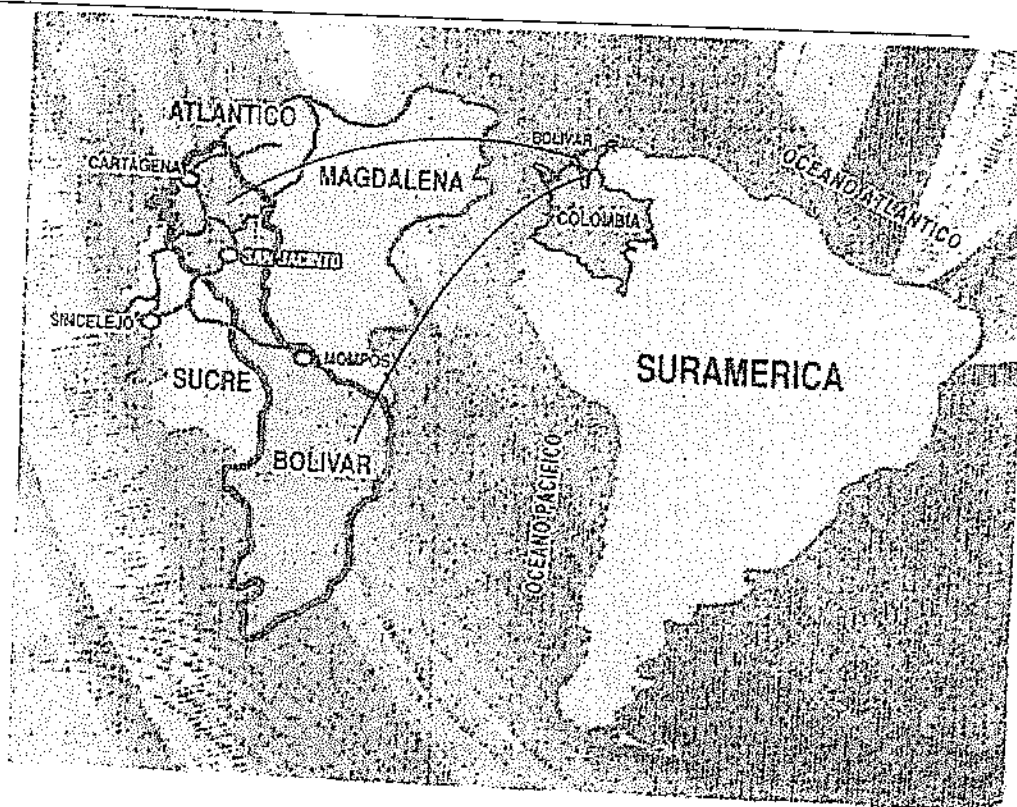 ATLANTICO
CARTAGENA
MAGDALENA
SAN JACINTO
SINCELEJO
MOMPOS
SUCRE
BOLIVAR
BOLIVAR
COLOMBIA
OCEANO ATLANTICO
SURAMERICA
OCEANO PACIFICO